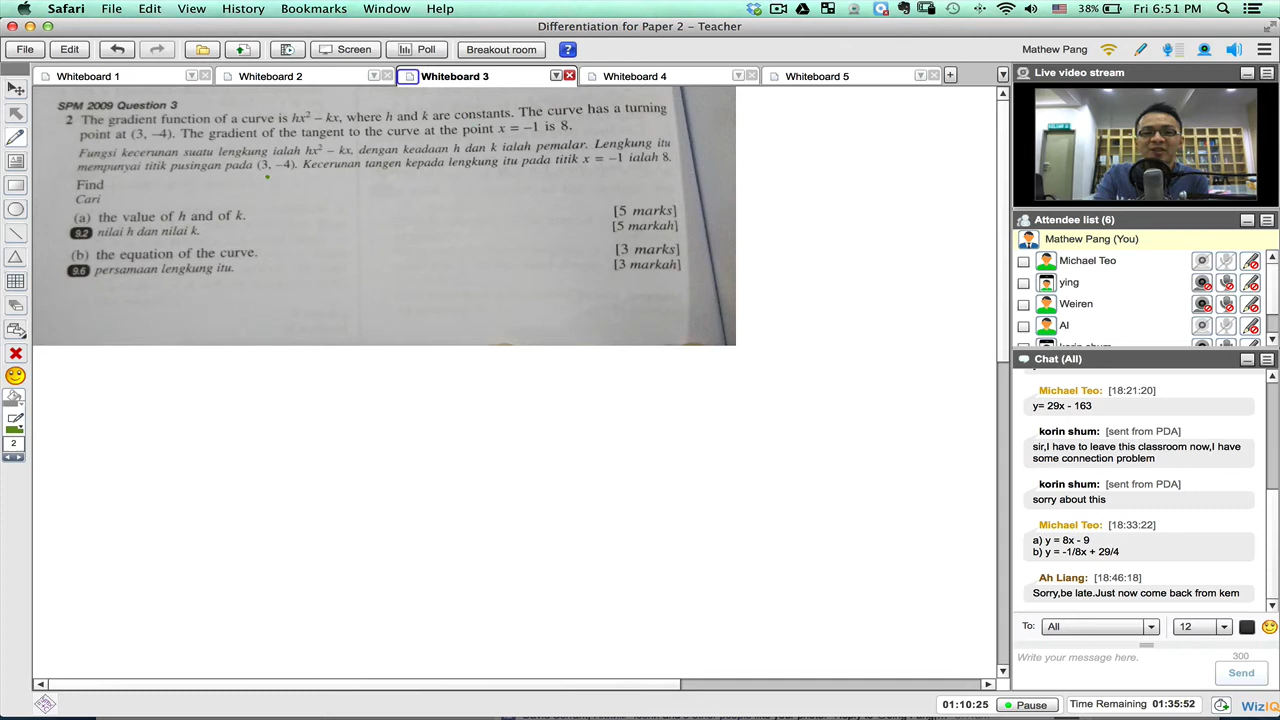 Safari File Edit View History Bookmarks Window Help 38% Fri 6:51 PM
Differentiation for Paper 2 - Teacher
File Edit Screen Poll Breakout room ? Mathew Pang
Whiteboard 1 Whiteboard 2 Whiteboard 3 Whiteboard 4 Whiteboard 5
SPM 2009 Question 3
2 The gradient function of a curve is hx² – kx, where h and k are constants. The curve has a turning
point at (3, –4). The gradient of the tangent to the curve at the point x = –1 is 8.
Fungsi kecerunan suatu lengkung ialah hx² – kx, dengan keadaan h dan k ialah pemalar. Lengkung itu
mempunyai titik pusingan pada (3, –4). Kecerunan tangen kepada lengkung itu pada titik x = –1 ialah 8.
Find
Cari
(a) the value of h and of k. [5 marks]
9.2 nilai h dan nilai k. [5 markah]
(b) the equation of the curve. [3 marks]
9.6 persamaan lengkung itu. [3 markah]
2
Live video stream
Attendee list (6)
Mathew Pang (You)
Michael Teo
ying
Weiren
Al
korin shum
Chat (All)
Michael Teo: [18:21:20]
y= 29x - 163
korin shum: [sent from PDA]
sir,I have to leave this classroom now,I have
some connection problem
korin shum: [sent from PDA]
sorry about this
Michael Teo: [18:33:22]
a) y = 8x - 9
b) y = -1/8x + 29/4
Ah Liang: [18:46:18]
Sorry,be late.Just now come back from kem
To: All 12
Write your message here. 300
Send
01:10:25 Pause Time Remaining 01:35:52 WizIQ